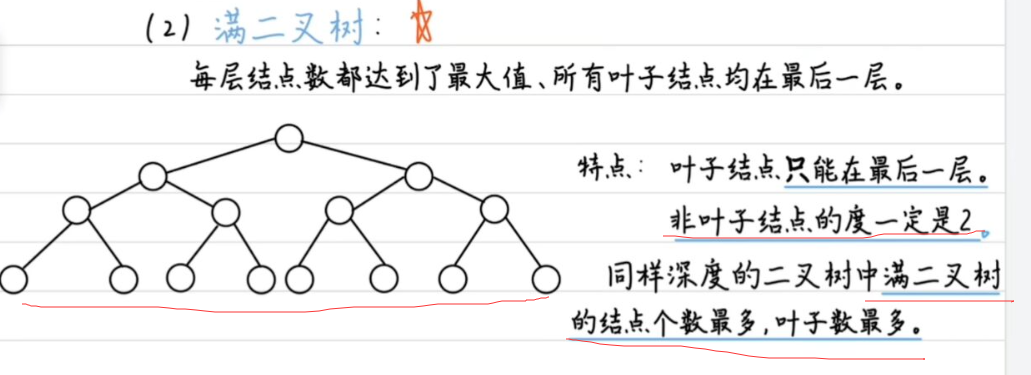 (2) 满二叉树:
每层结点数都达到了最大值、所有叶子结点均在最后一层。
特点: 叶子结点只能在最后一层。
非叶子结点的度一定是2。
同样深度的二叉树中满二叉树
的结点个数最多,叶子数最多。